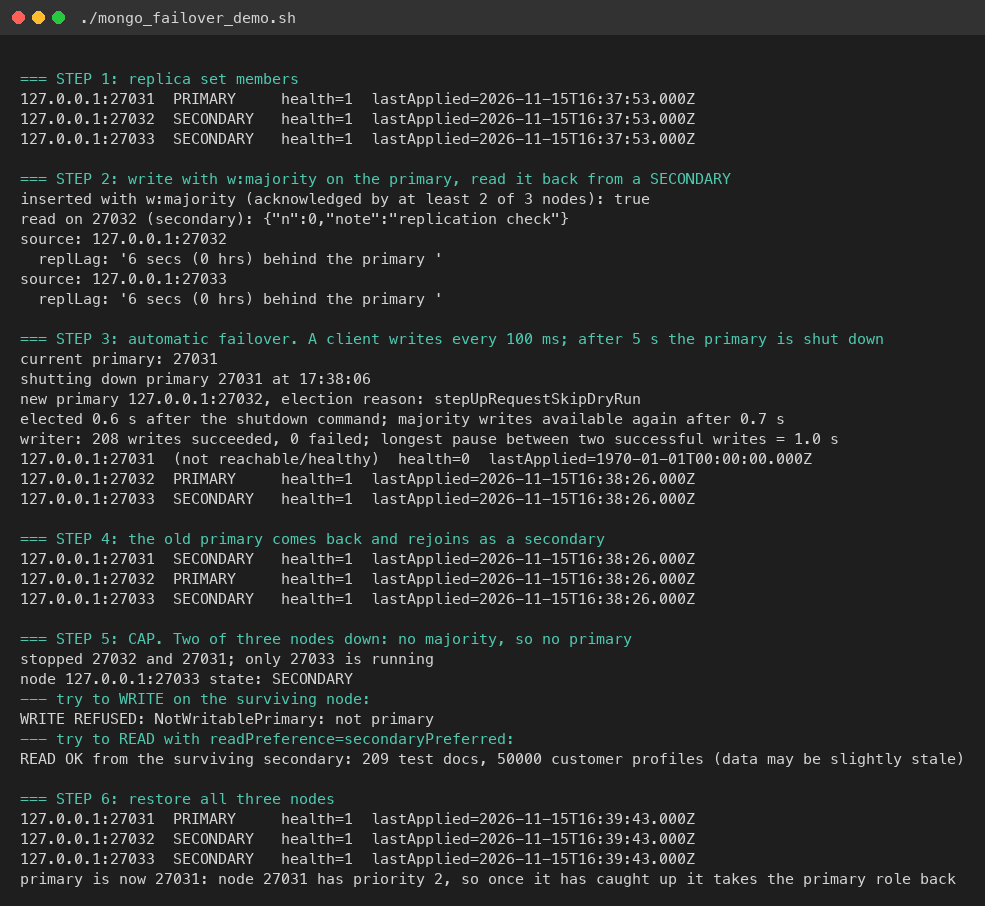 ./mongo_failover_demo.sh
=== STEP 1: replica set members
127.0.0.1:27031  PRIMARY     health=1  lastApplied=2026-11-15T16:37:53.000Z
127.0.0.1:27032  SECONDARY   health=1  lastApplied=2026-11-15T16:37:53.000Z
127.0.0.1:27033  SECONDARY   health=1  lastApplied=2026-11-15T16:37:53.000Z
=== STEP 2: write with w:majority on the primary, read it back from a SECONDARY
inserted with w:majority (acknowledged by at least 2 of 3 nodes): true
read on 27032 (secondary): {"n":0,"note":"replication check"}
source: 127.0.0.1:27032
  replLag: '6 secs (0 hrs) behind the primary '
source: 127.0.0.1:27033
  replLag: '6 secs (0 hrs) behind the primary '
=== STEP 3: automatic failover. A client writes every 100 ms; after 5 s the primary is shut down
current primary: 27031
shutting down primary 27031 at 17:38:06
new primary 127.0.0.1:27032, election reason: stepUpRequestSkipDryRun
elected 0.6 s after the shutdown command; majority writes available again after 0.7 s
writer: 208 writes succeeded, 0 failed; longest pause between two successful writes = 1.0 s
127.0.0.1:27031  (not reachable/healthy)  health=0  lastApplied=1970-01-01T00:00:00.000Z
127.0.0.1:27032  PRIMARY     health=1  lastApplied=2026-11-15T16:38:26.000Z
127.0.0.1:27033  SECONDARY   health=1  lastApplied=2026-11-15T16:38:26.000Z
=== STEP 4: the old primary comes back and rejoins as a secondary
127.0.0.1:27031  SECONDARY   health=1  lastApplied=2026-11-15T16:38:26.000Z
127.0.0.1:27032  PRIMARY     health=1  lastApplied=2026-11-15T16:38:26.000Z
127.0.0.1:27033  SECONDARY   health=1  lastApplied=2026-11-15T16:38:26.000Z
=== STEP 5: CAP. Two of three nodes down: no majority, so no primary
stopped 27032 and 27031; only 27033 is running
node 127.0.0.1:27033 state: SECONDARY
--- try to WRITE on the surviving node:
WRITE REFUSED: NotWritablePrimary: not primary
--- try to READ with readPreference=secondaryPreferred:
READ OK from the surviving secondary: 209 test docs, 50000 customer profiles (data may be slightly stale)
=== STEP 6: restore all three nodes
127.0.0.1:27031  PRIMARY     health=1  lastApplied=2026-11-15T16:39:43.000Z
127.0.0.1:27032  SECONDARY   health=1  lastApplied=2026-11-15T16:39:43.000Z
127.0.0.1:27033  SECONDARY   health=1  lastApplied=2026-11-15T16:39:43.000Z
primary is now 27031: node 27031 has priority 2, so once it has caught up it takes the primary role back